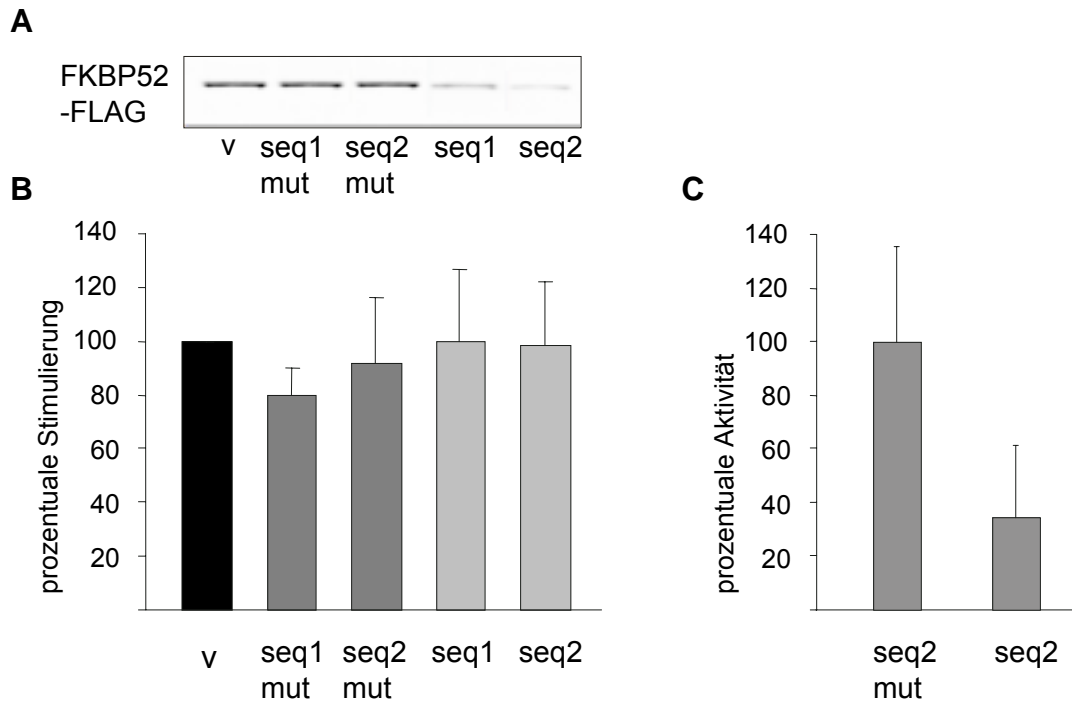 A
FKBP52
-FLAG
v seq1 seq2 seq1 seq2
mut mut
B
prozentuale Stimulierung
140
120
100
80
60
40
20
v seq1 seq2 seq1 seq2
mut mut
C
prozentuale Aktivität
140
120
100
80
60
40
20
seq2 seq2
mut